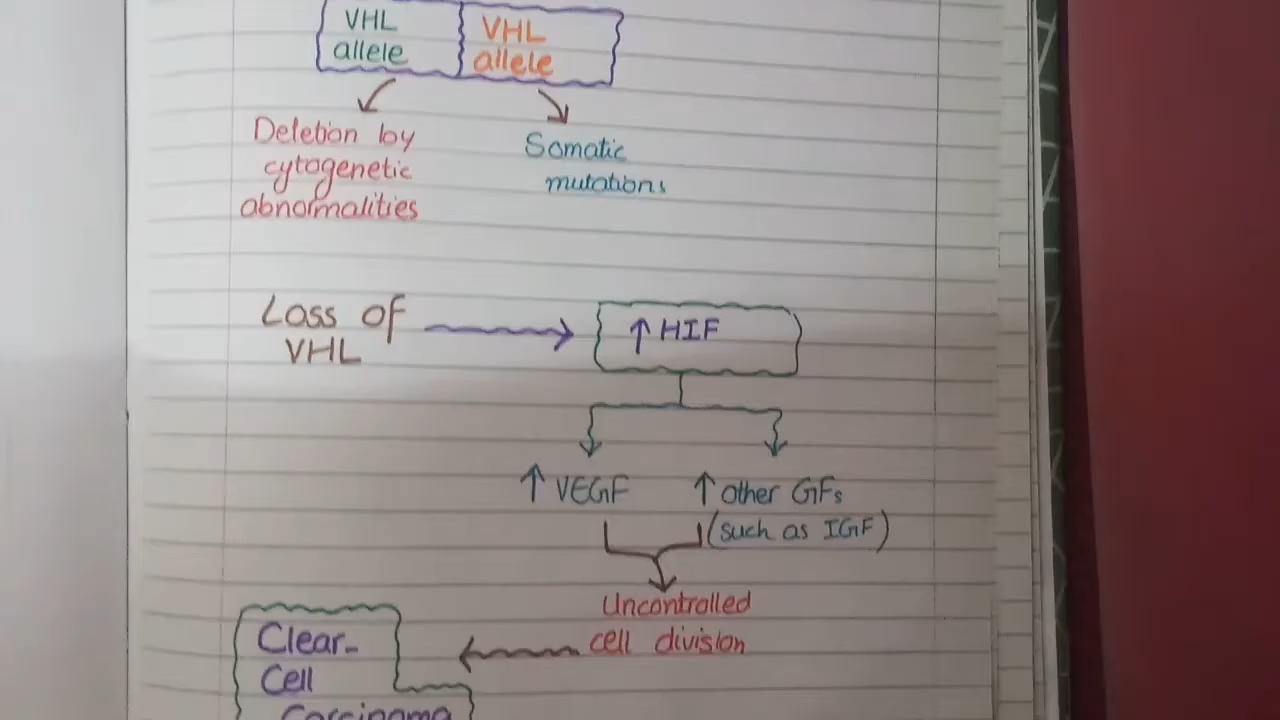 VHL
allele
VHL
allele
Deletion by
cytogenetic
abnormalities
Somatic
mutations
Loss of
VHL
↑ HIF
↑ VEGF
↑ other GFs
(such as IGF)
Uncontrolled
cell division
Clear-
Cell
Carcinoma